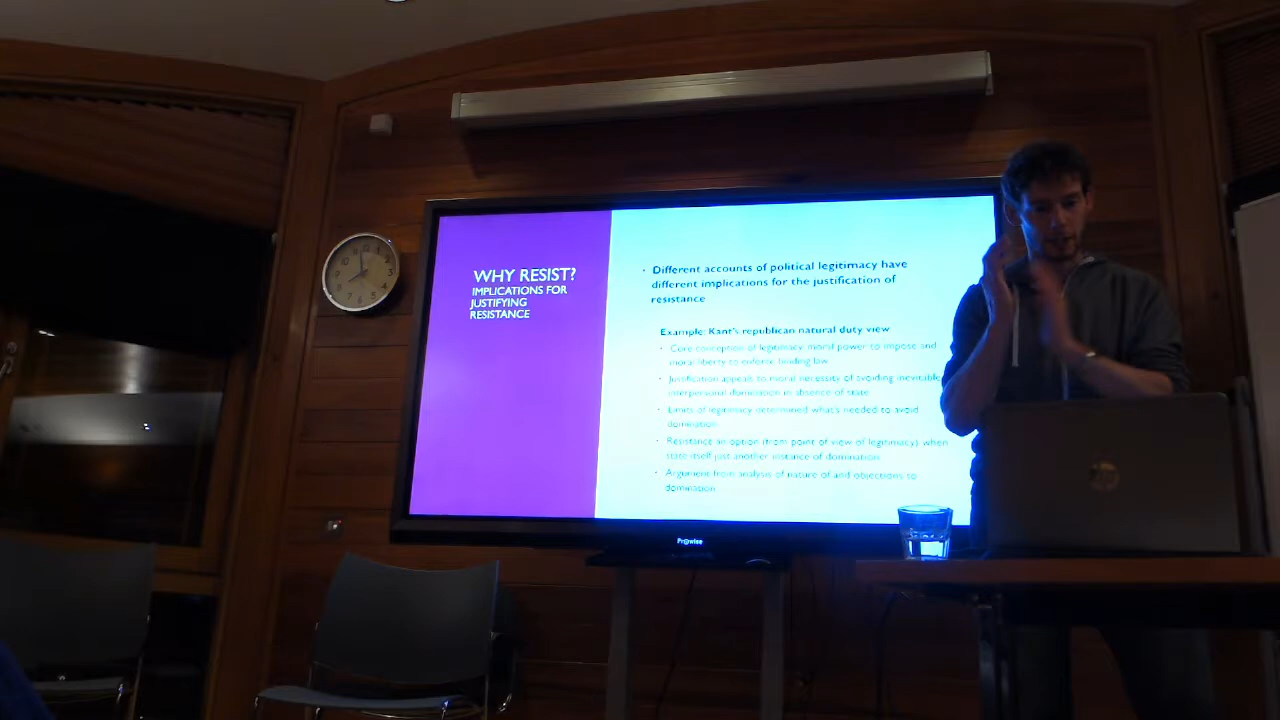 WHY RESIST?
IMPLICATIONS FOR
JUSTIFYING
RESISTANCE
• Different accounts of political legitimacy have
different implications for the justification of
resistance
Example: Kant's republican natural duty view
• Core conception of legitimacy moral power to impose and
moral liberty to enforce binding law
• Justification appeals to moral necessity of avoiding inevitable
interpersonal domination in absence of state
• Limits of legitimacy determined what's needed to avoid
domination
• Resistance an option (from point of view of legitimacy) when
state itself just another instance of domination
• Argument from analysis of nature of and objections to
domination
Prowise